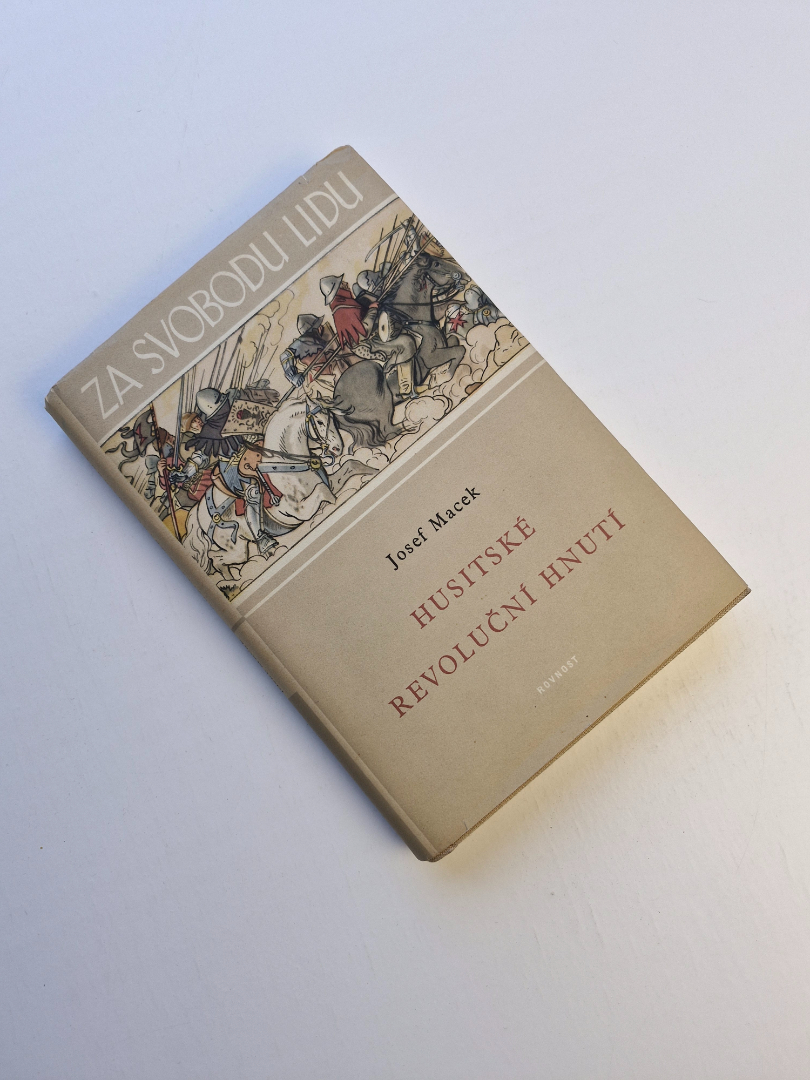 ZA SVOBODU LIDU
Josef Macek
HUSITSKÉ
REVOLUČNÍ HNUTÍ
ROVNOST